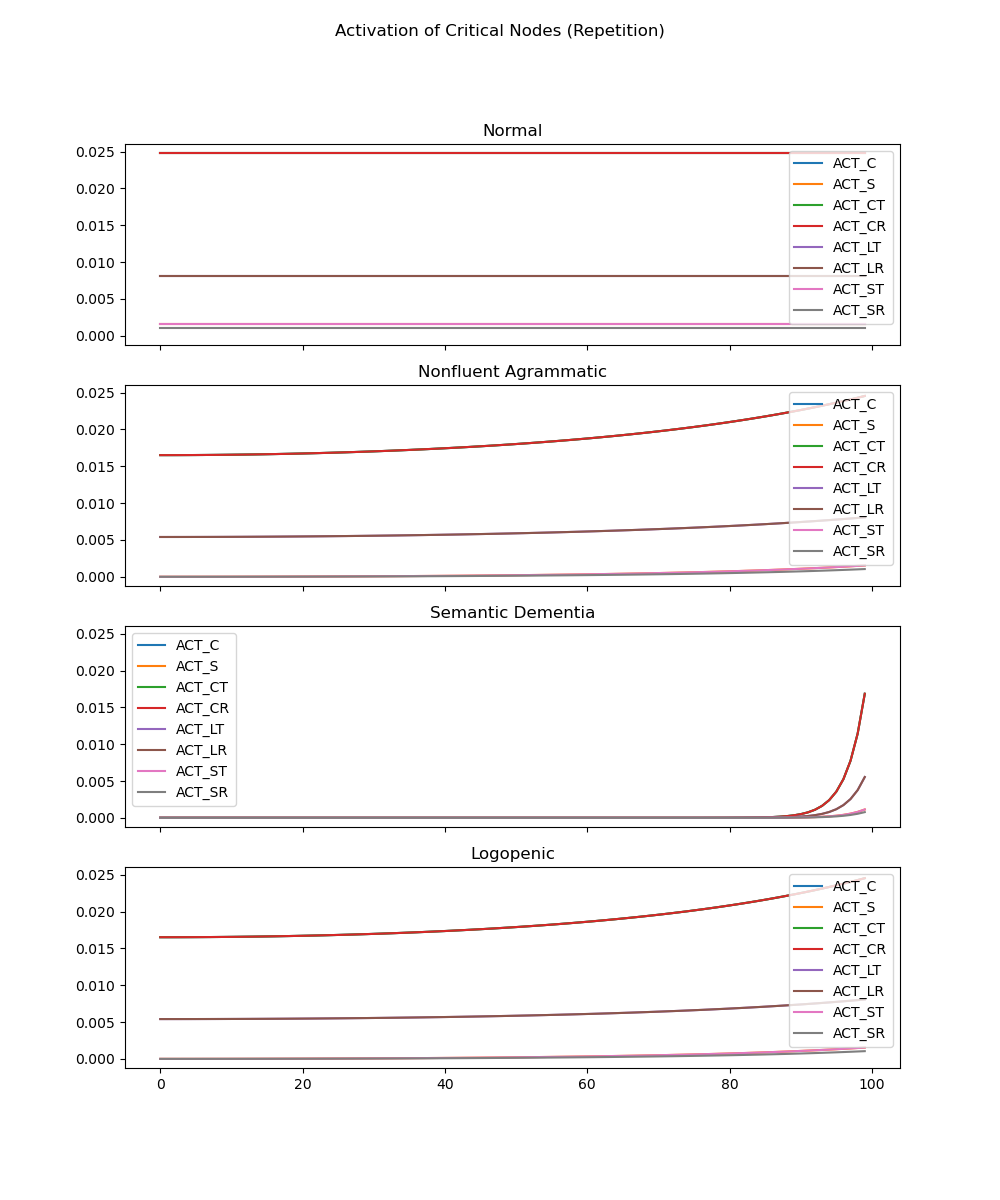 Activation of Critical Nodes (Repetition)
Normal
0.025
0.020
0.015
0.010
0.005
0.000
ACT_C
ACT_S
ACT_CT
ACT_CR
ACT_LT
ACT_LR
ACT_ST
ACT_SR
Nonfluent Agrammatic
0.025
0.020
0.015
0.010
0.005
0.000
ACT_C
ACT_S
ACT_CT
ACT_CR
ACT_LT
ACT_LR
ACT_ST
ACT_SR
Semantic Dementia
0.025
0.020
0.015
0.010
0.005
0.000
ACT_C
ACT_S
ACT_CT
ACT_CR
ACT_LT
ACT_LR
ACT_ST
ACT_SR
Logopenic
0.025
0.020
0.015
0.010
0.005
0.000
ACT_C
ACT_S
ACT_CT
ACT_CR
ACT_LT
ACT_LR
ACT_ST
ACT_SR
0 20 40 60 80 100